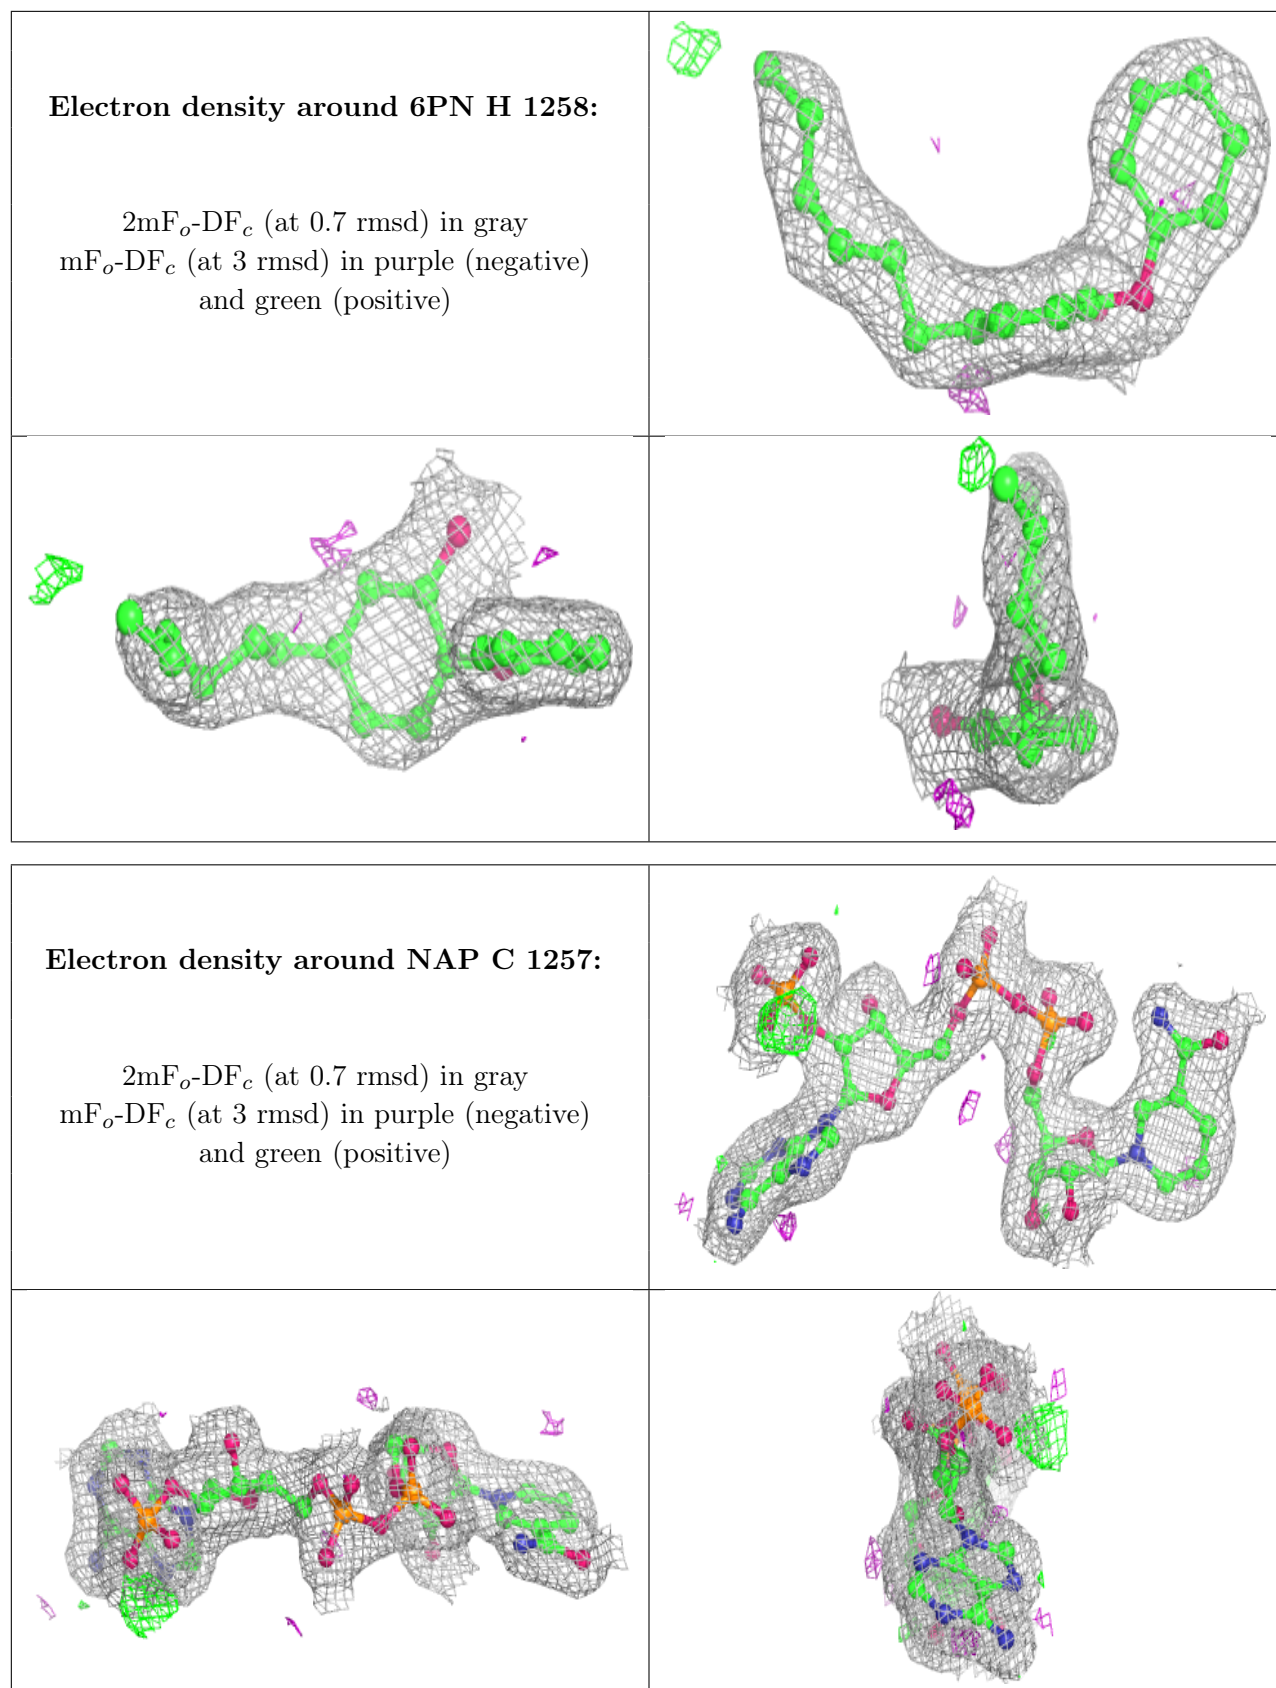 Electron density around 6PN H 1258:
2mFo-DFc (at 0.7 rmsd) in gray
mFo-DFc (at 3 rmsd) in purple (negative)
and green (positive)
Electron density around NAP C 1257:
2mFo-DFc (at 0.7 rmsd) in gray
mFo-DFc (at 3 rmsd) in purple (negative)
and green (positive)